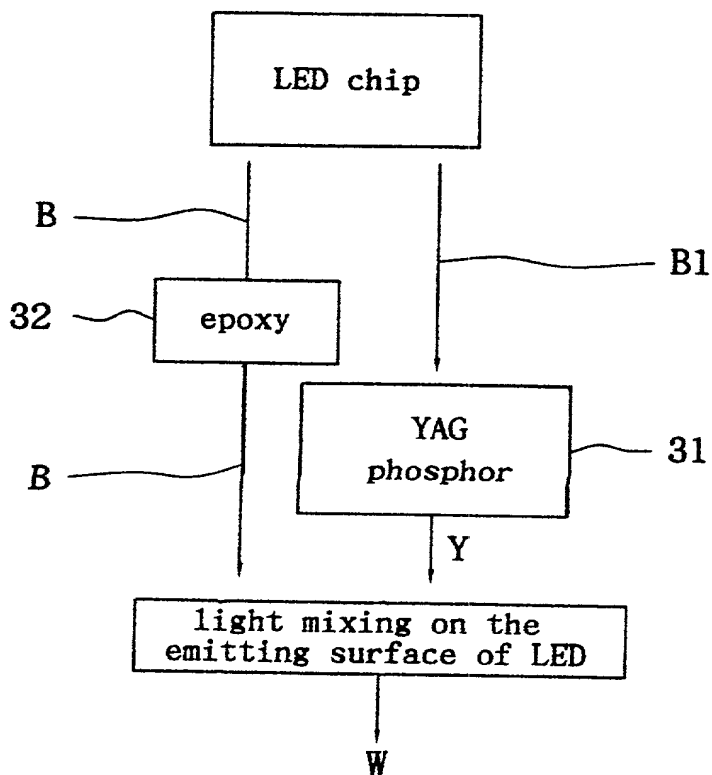 LED chip
B
B1
32
epoxy
YAG
phosphor
31
B
Y
light mixing on the
emitting surface of LED
W